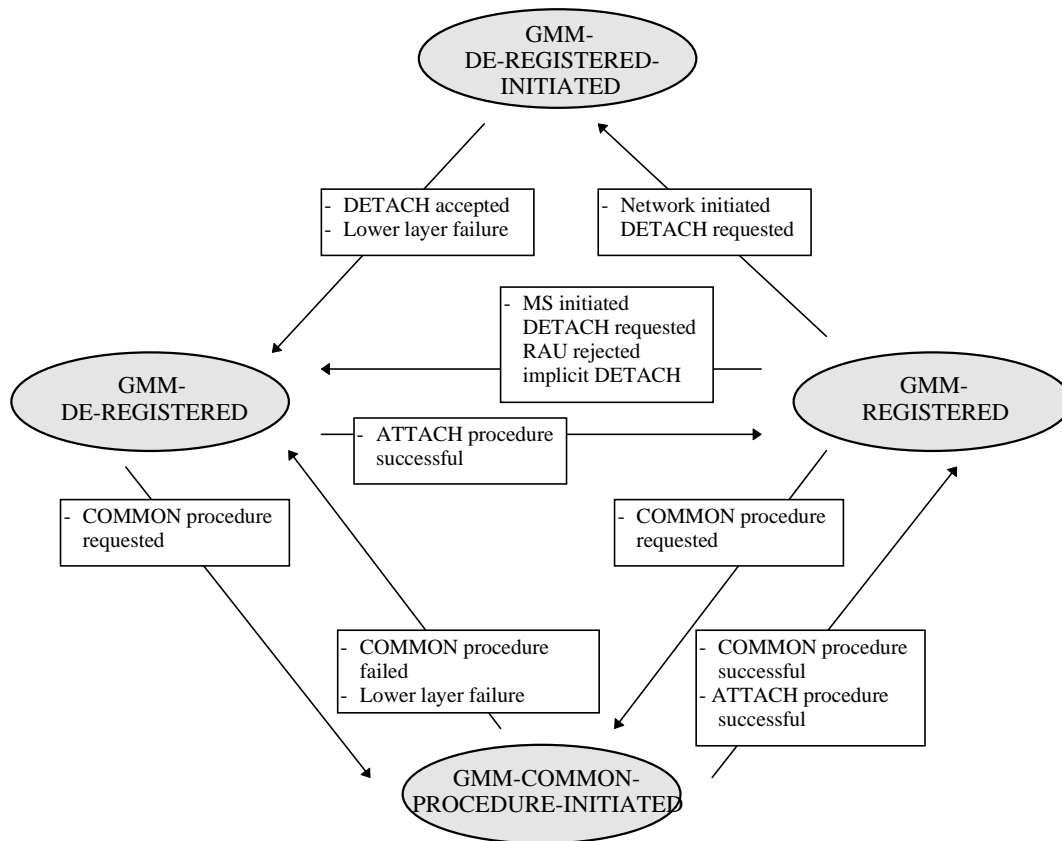 GMM-
DE-REGISTERED-
INITIATED
- DETACH accepted
- Lower layer failure
- Network initiated
DETACH requested
- MS initiated
DETACH requested
RAU rejected
implicit DETACH
GMM-
DE-REGISTERED
GMM-
REGISTERED
- ATTACH procedure
successful
- COMMON procedure
requested
- COMMON procedure
requested
- COMMON procedure
failed
- Lower layer failure
- COMMON procedure
successful
- ATTACH procedure
successful
GMM-COMMON-
PROCEDURE-INITIATED